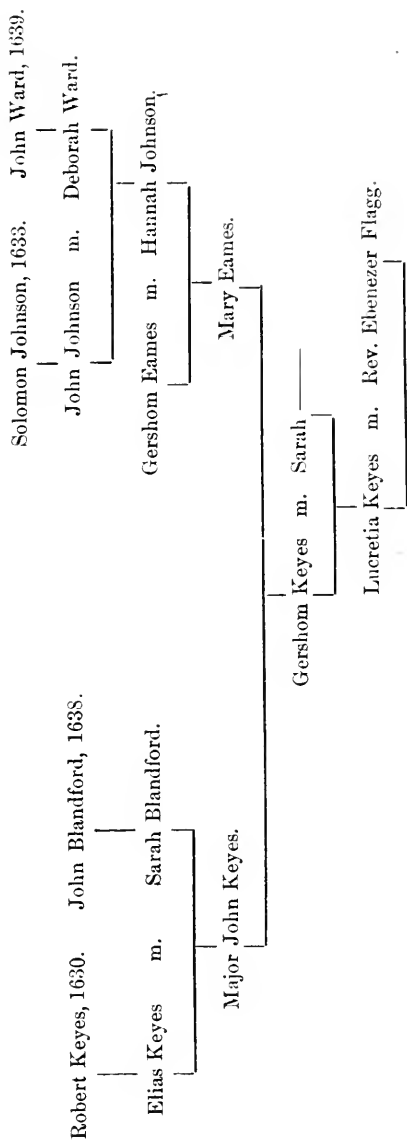 Solomon Johnson, 1633. John Ward, 1639.
Robert Keyes, 1630. John Blandford, 1638. John Johnson m. Deborah Ward.
Elias Keyes m. Sarah Blandford. Gershom Eames m. Hannah Johnson.
Major John Keyes. Mary Eames.
Gershom Keyes m. Sarah ——
Lucretia Keyes m. Rev. Ebenezer Flagg.